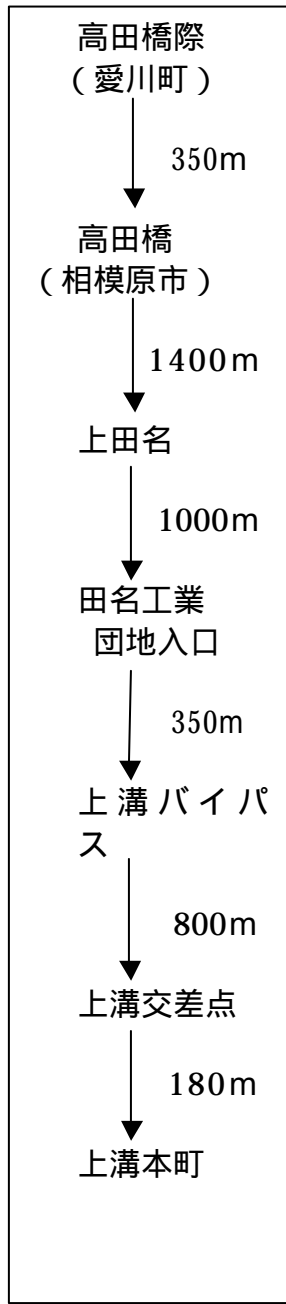 高田橋際
（愛川町）
350m
高田橋
（相模原市）
1400m
上田名
1000m
田名工業
団地入口
350m
上溝バイパ
ス
800m
上溝交差点
180m
上溝本町